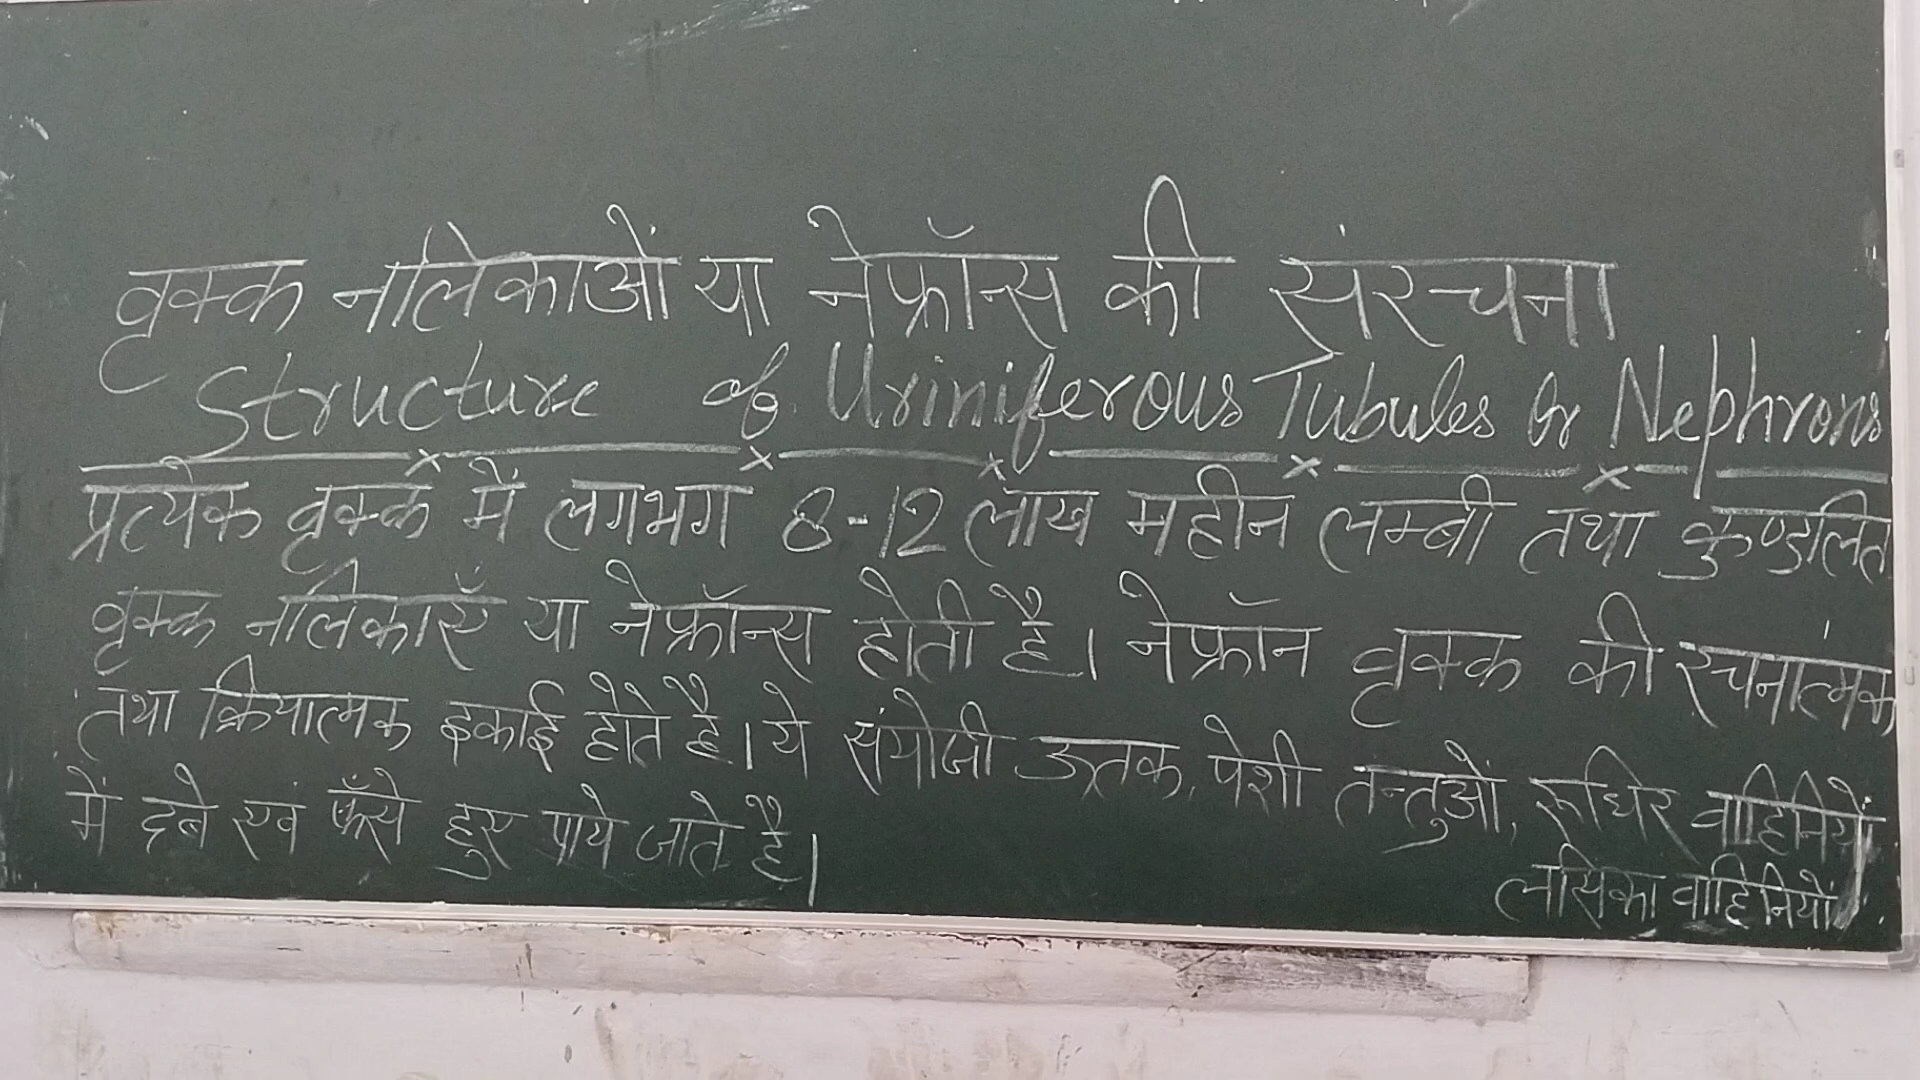 वृक्क नलिकाओं या नेफ्रॉन्स की संरचना
Structure of Uriniferous Tubules Or Nephrons
प्रत्येक वृक्क में लगभग 8-12 लाख महीन लम्बी तथा कुण्डलित
वृक्क नलिकाएँ या नेफ्रॉन्स होती है। नेफ्रॉन वृक्क की रचनात्मक
तथा क्रियात्मक इकाई होते है। ये संयोजी ऊतक, पेशी तन्तुओं, रूधिर वाहिनियों
लसिका वाहिनियों
में दबे एवं फँसे हुए पाये जाते है।